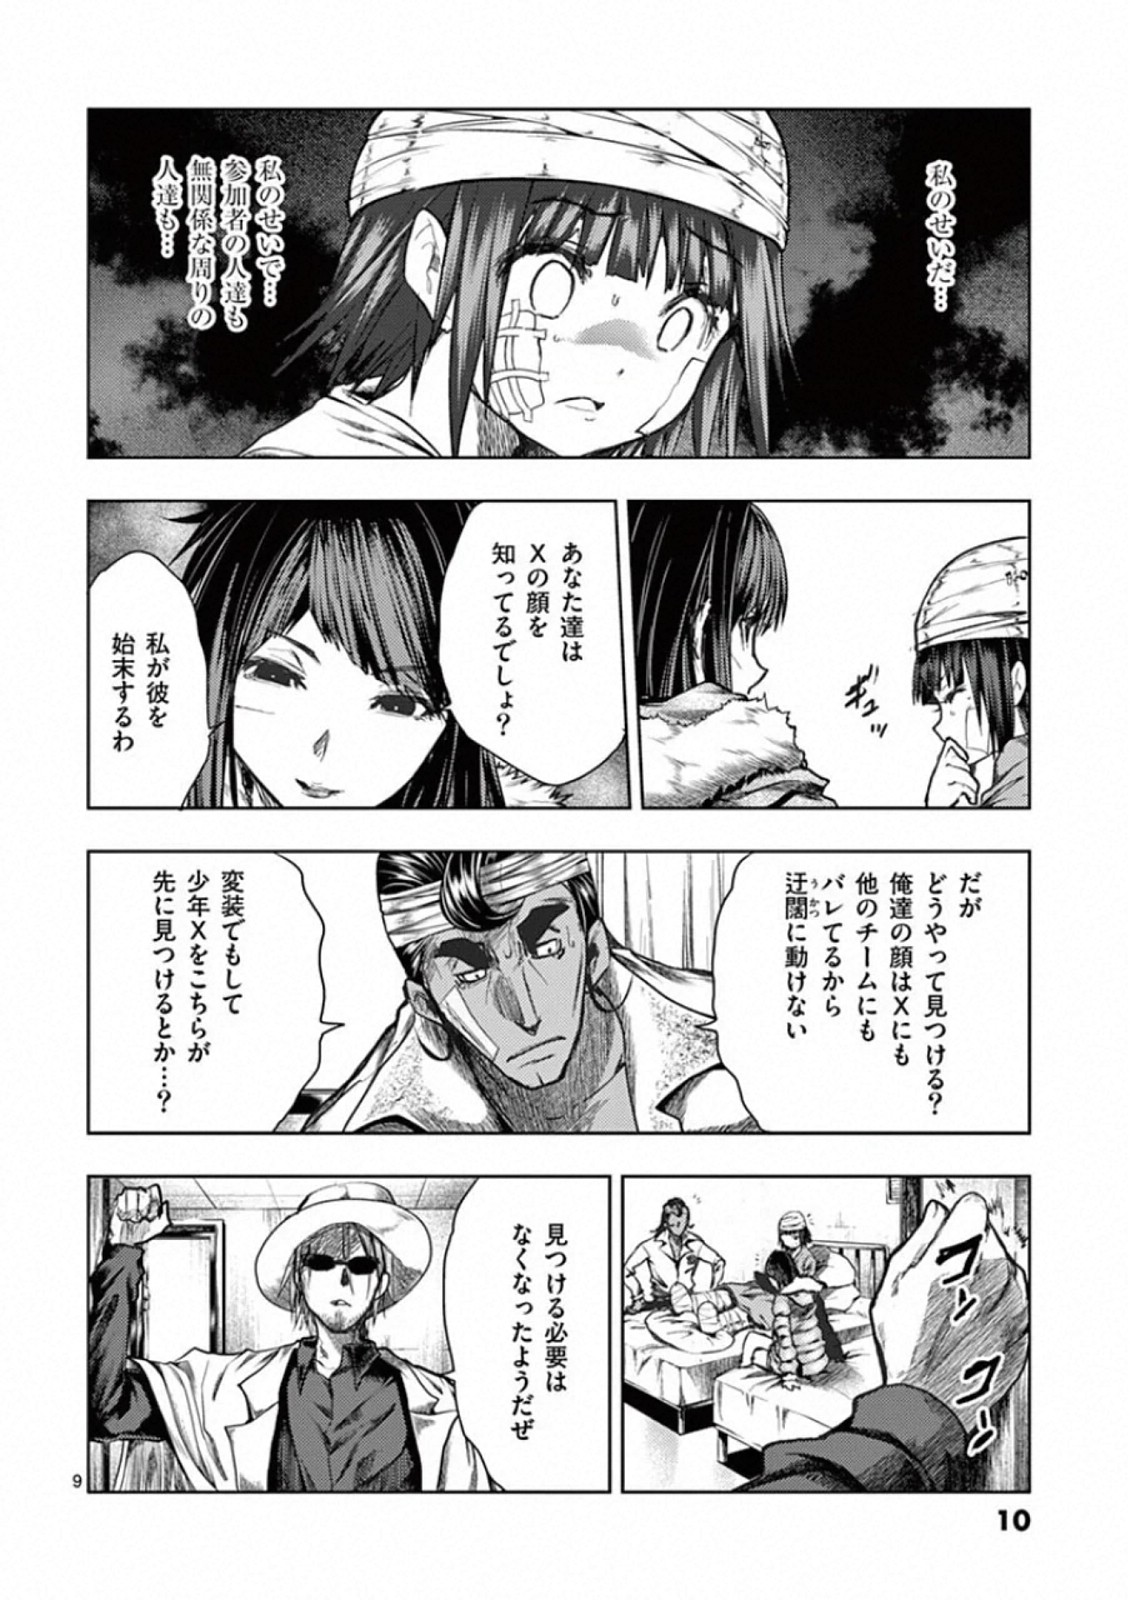 私のせいだ…
私のせいで…
参加者の人達も
無関係な周りの
人達も…
ギュッ
あなた達は
Xの顔を
知ってるでしょ？
私が彼を
始末するわ
だが
どうやって見つける？
俺達の顔はXにも
他のチームにも
バレてるから
迂闊に動けない
うかつ
変装でもして
少年Xをこちらが
先に見つけるとか…？
コンコン
見つける必要は
なくなったようだぜ
9
10